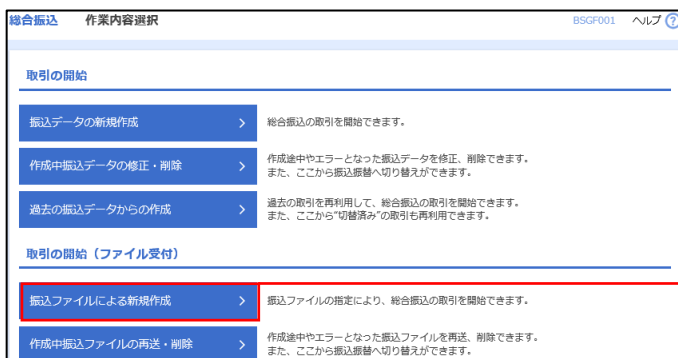 総合振込 作業内容選択 BSGF001 ヘルプ ?
取引の開始
振込データの新規作成 > 総合振込の取引を開始できます。
作成中振込データの修正・削除 > 作成途中やエラーとなった振込データを修正、削除できます。
また、ここから振込振替へ切り替えができます。
過去の振込データからの作成 > 過去の取引を再利用して、総合振込の取引を開始できます。
また、ここから"切替済み"の取引も再利用できます。
取引の開始（ファイル受付）
振込ファイルによる新規作成 > 振込ファイルの指定により、総合振込の取引を開始できます。
作成中振込ファイルの再送・削除 > 作成途中やエラーとなった振込ファイルを再送、削除できます。
また、ここから振込振替へ切り替えができます。